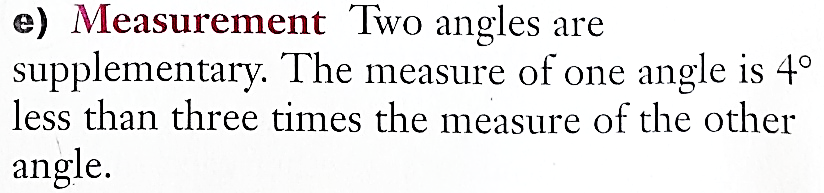 e) Measurement Two angles are
supplementary. The measure of one angle is 4°
less than three times the measure of the other
angle.